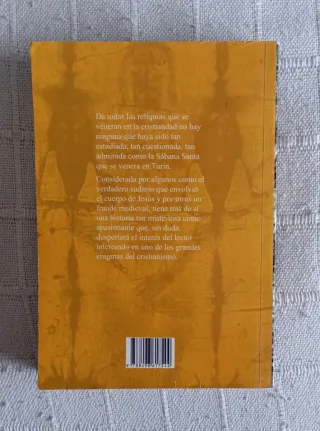 De todas las reliquias que se
veneran en la cristiandad no hay
ninguna que haya sido tan
estudiada, tan cuestionada, tan
admirada como la Sábana Santa
que se venera en Turín.
Considerada por algunos como el
verdadero sudario que envolvió
el cuerpo de Jesús y por otros un
fraude medieval, tiene tras de sí
una historia tan misteriosa como
apasionante que, sin duda,
despertará el interés del lector
interesado en uno de los grandes
enigmas del cristianismo.